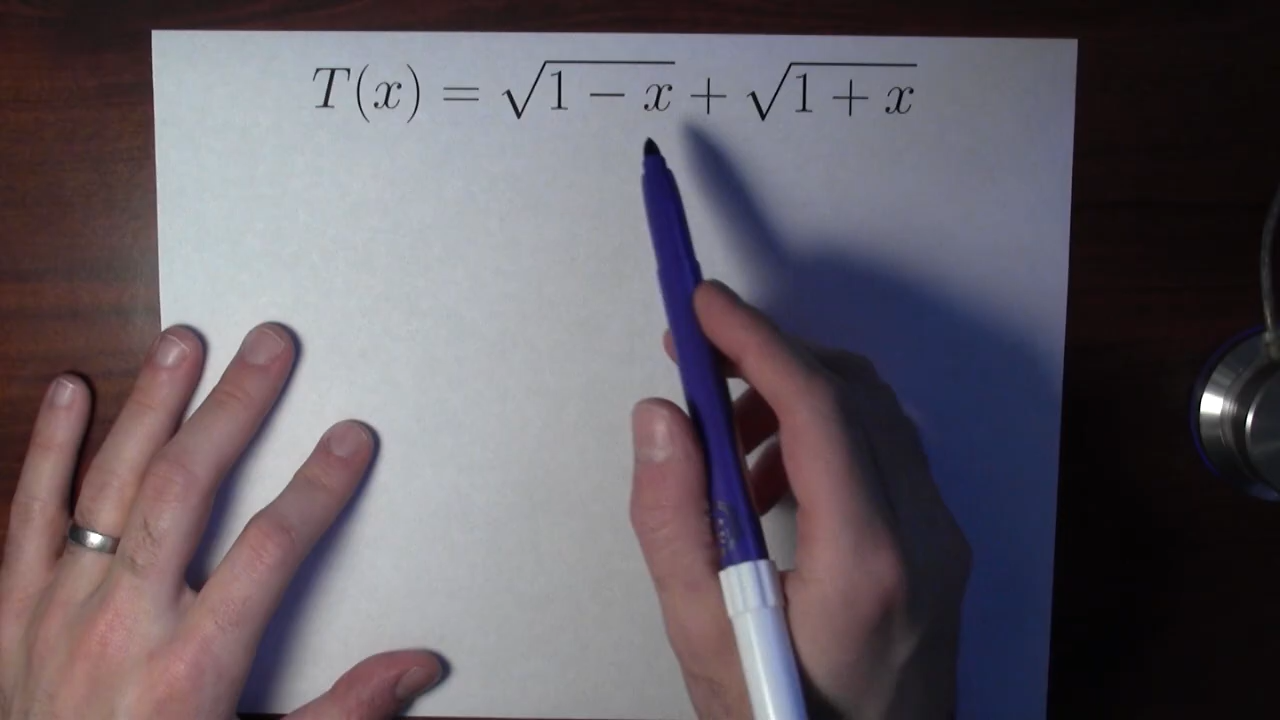 T(x) = √(1 − x) + √(1 + x)